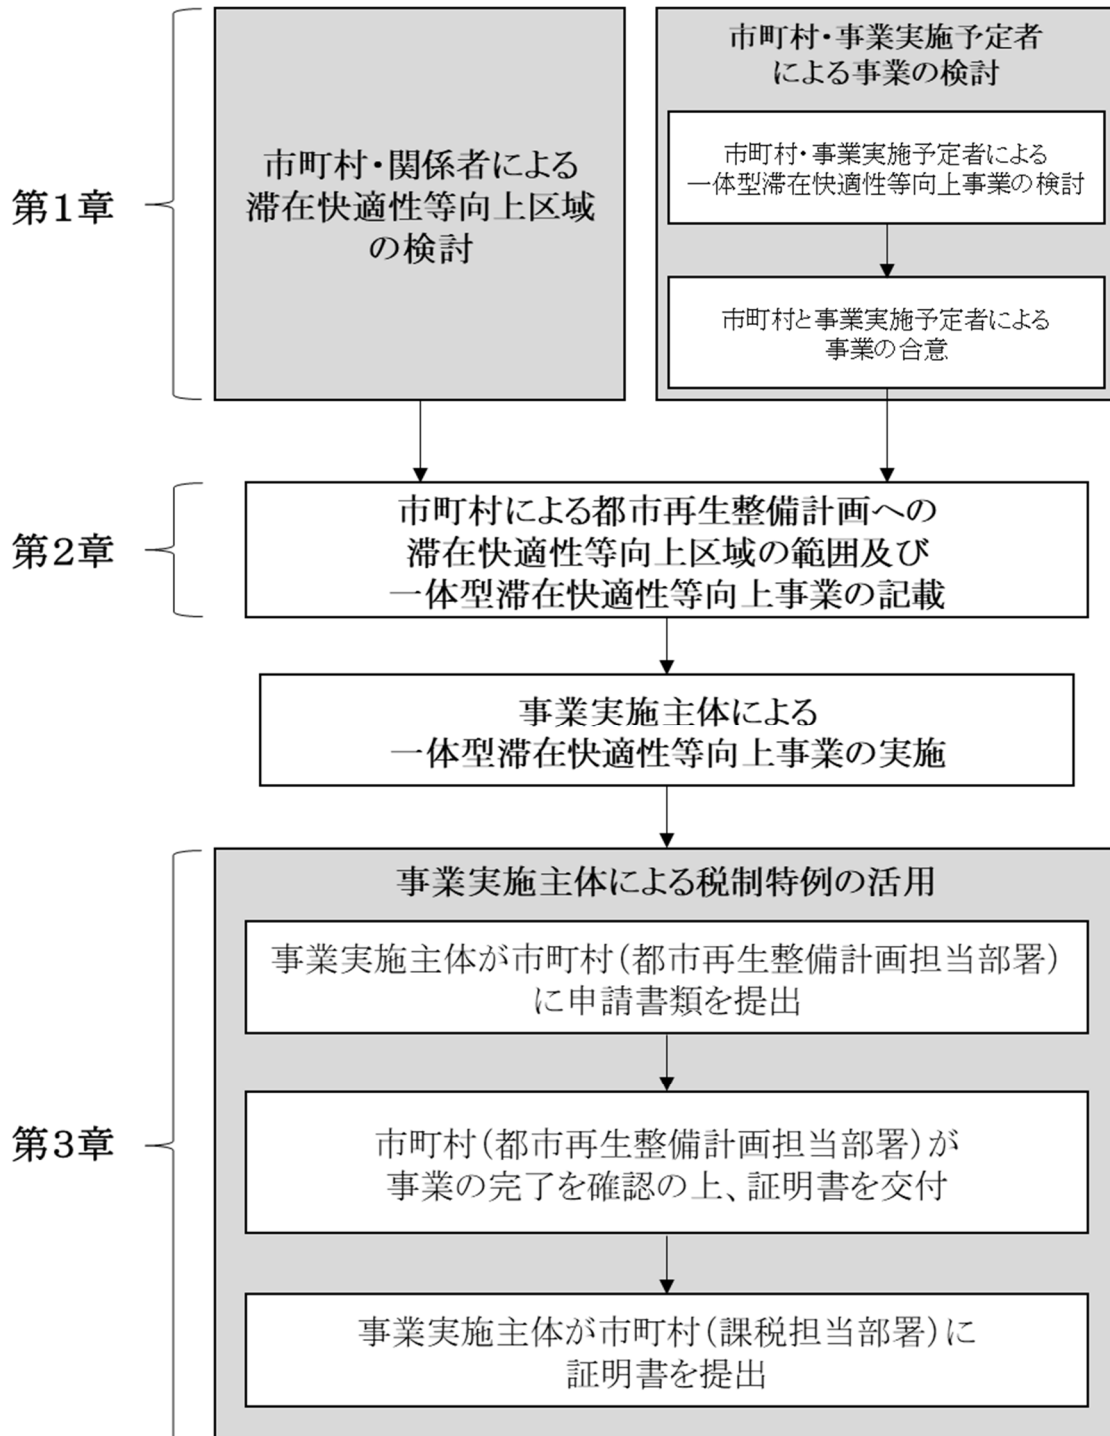 第1章
市町村・関係者による
滞在快適性等向上区域
の検討
市町村・事業実施予定者
による事業の検討
市町村・事業実施予定者による
一体型滞在快適性等向上事業の検討
市町村と事業実施予定者による
事業の合意
第2章
市町村による都市再生整備計画への
滞在快適性等向上区域の範囲及び
一体型滞在快適性等向上事業の記載
事業実施主体による
一体型滞在快適性等向上事業の実施
第3章
事業実施主体による税制特例の活用
事業実施主体が市町村(都市再生整備計画担当部署)
に申請書類を提出
市町村(都市再生整備計画担当部署)が
事業の完了を確認の上、証明書を交付
事業実施主体が市町村(課税担当部署)に
証明書を提出